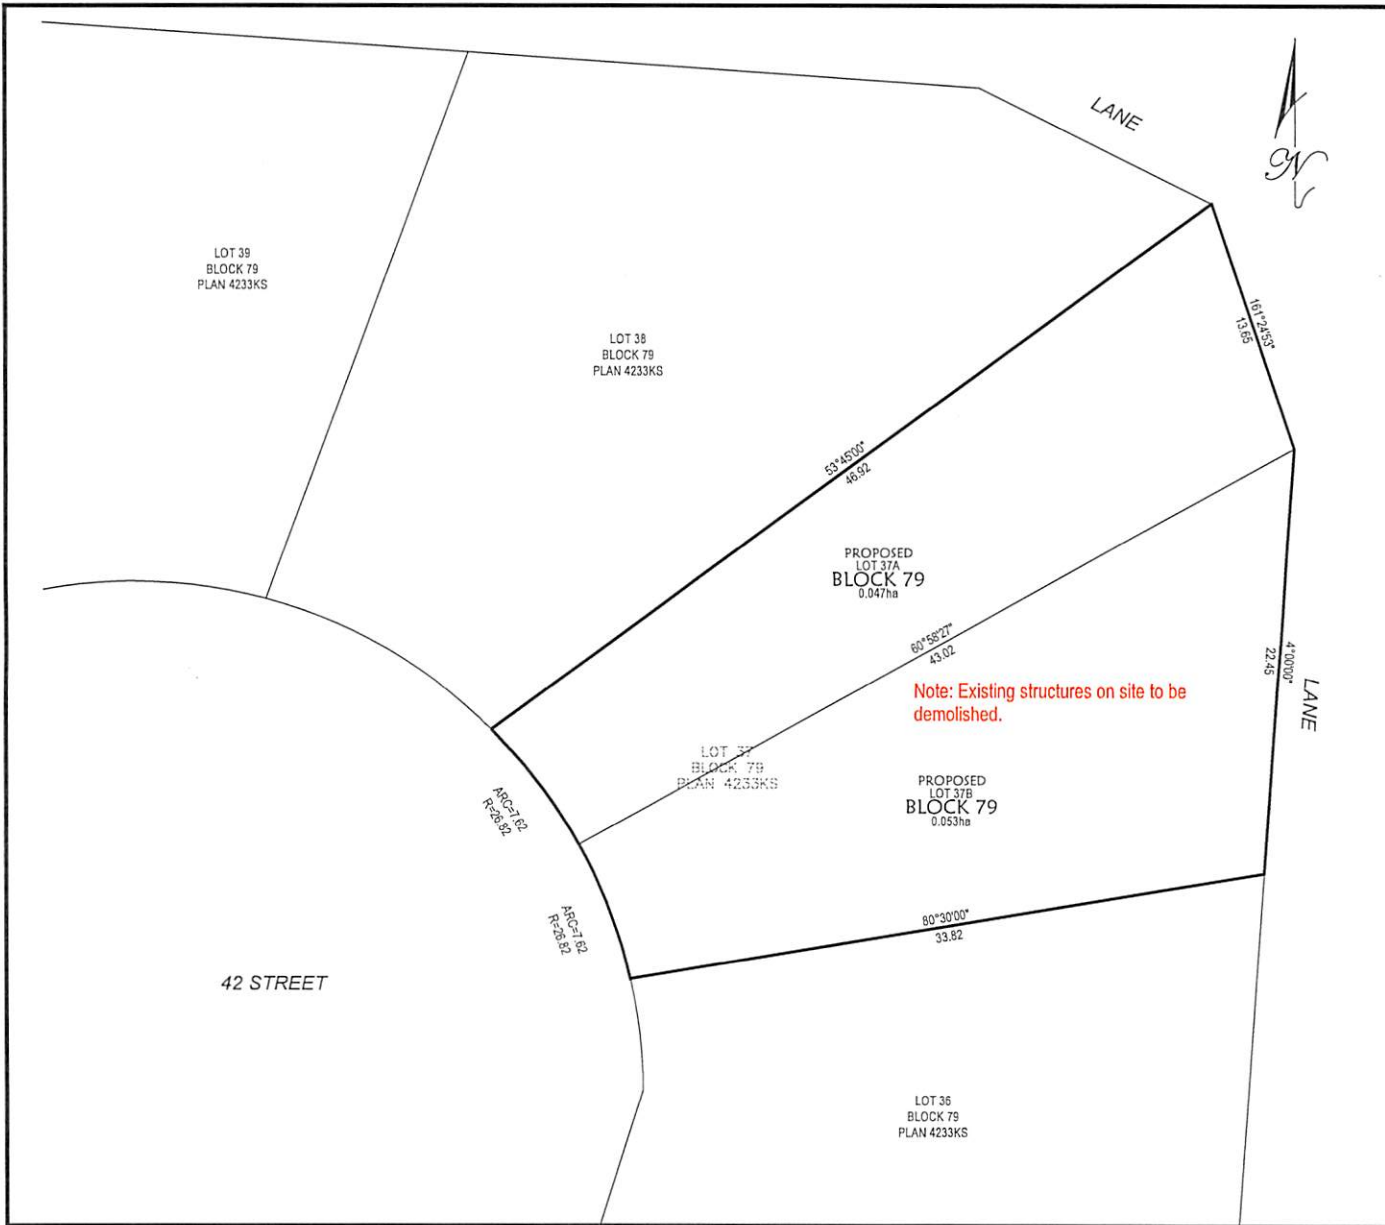 LANE
N
LOT 39
BLOCK 79
PLAN 4233KS
LOT 38
BLOCK 79
PLAN 4233KS
161°24'53"
13.65
53°45'00"
46.92
PROPOSED
LOT 37A
BLOCK 79
0.047ha
60°58'27"
43.02
4°00'00"
22.45
LANE
Note: Existing structures on site to be
demolished.
LOT 37
BLOCK 79
PLAN 4233KS
PROPOSED
LOT 37B
BLOCK 79
0.053ha
ARC=7.62
R=26.82
ARC=7.62
R=26.82
80°30'00"
33.82
42 STREET
LOT 36
BLOCK 79
PLAN 4233KS